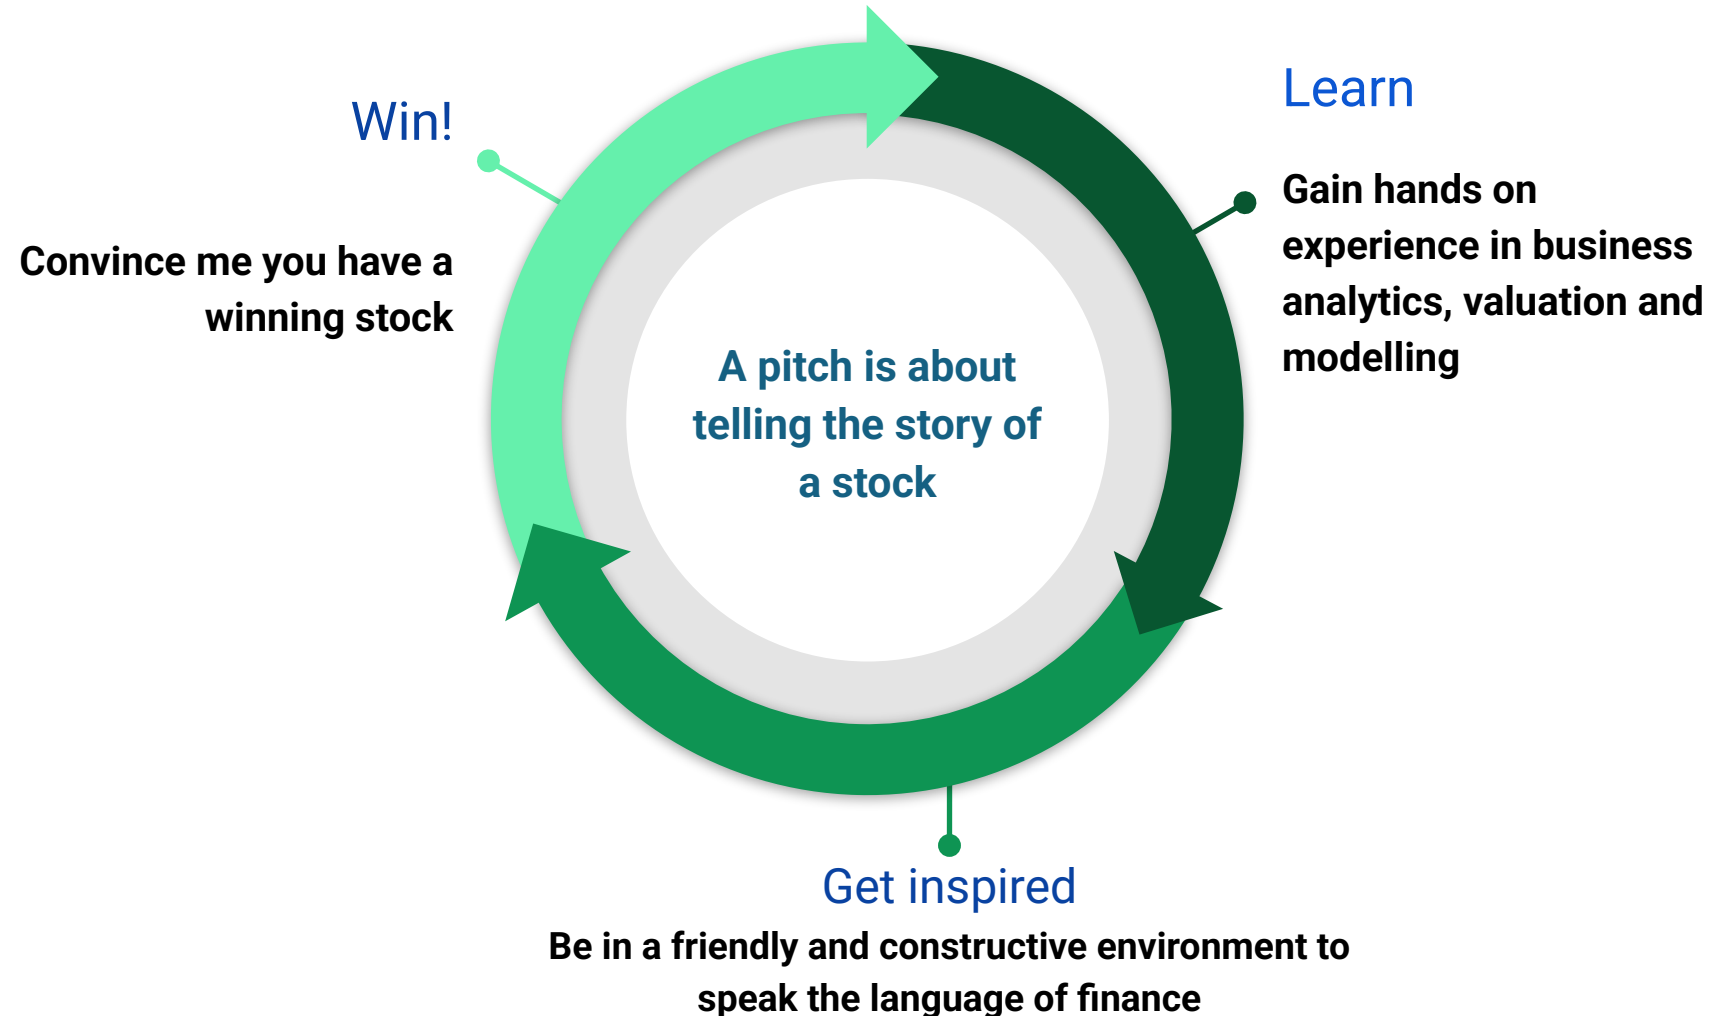 Win!
Convince me you have a
winning stock
Learn
Gain hands on
experience in business
analytics, valuation and
modelling
A pitch is about
telling the story of
a stock
Get inspired
Be in a friendly and constructive environment to
speak the language of finance